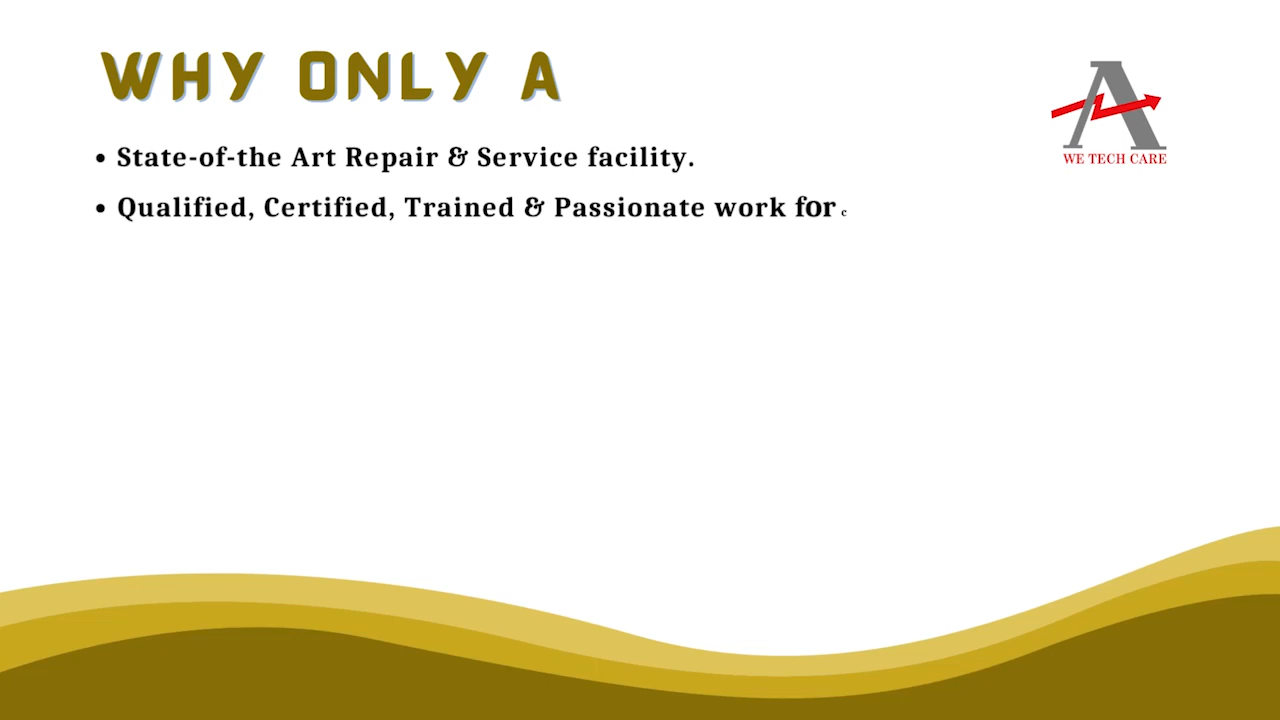 WHY ONLY A
• State-of-the Art Repair & Service facility.
• Qualified, Certified, Trained & Passionate work for c
A
WE TECH CARE